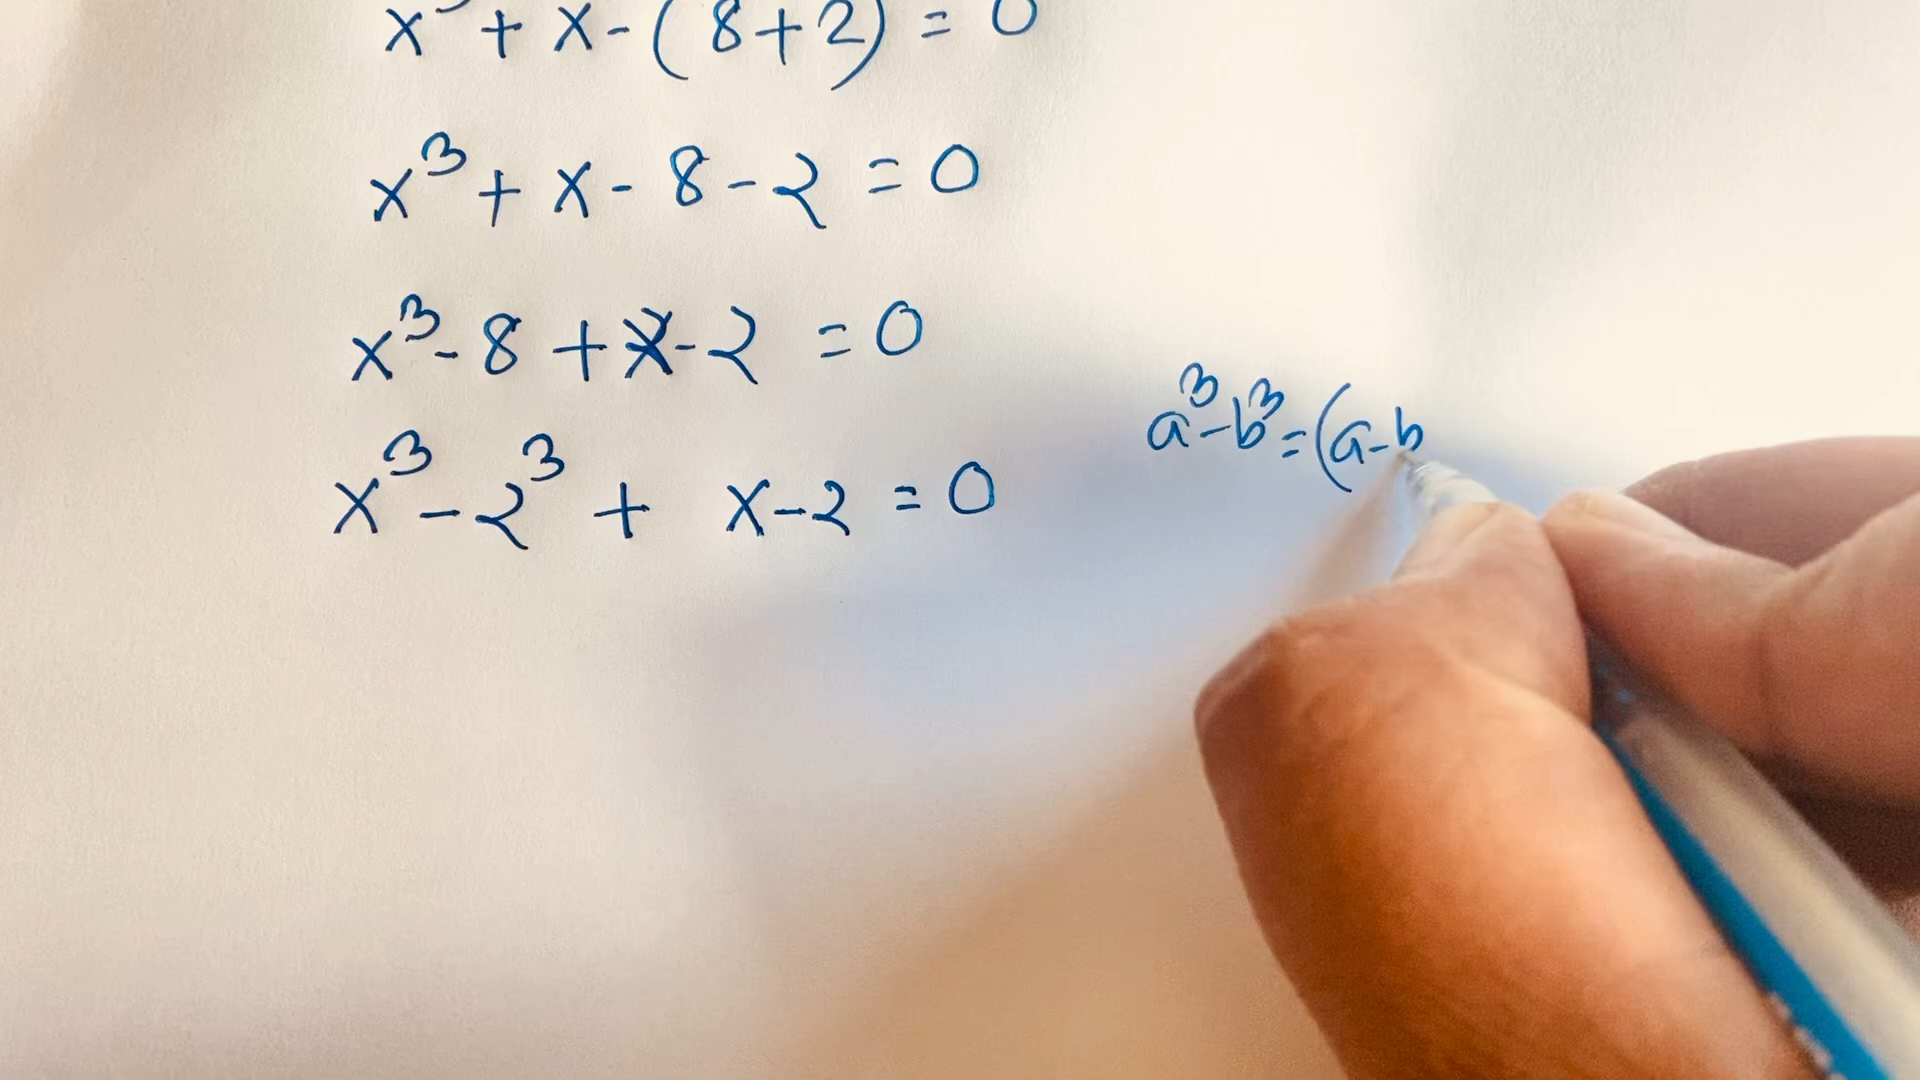 x³ + x - (8+2) = 0
x³ + x - 8 - 2 = 0
x³ - 8 + x - 2 = 0
a³-b³=(a-b
x³ - 2³ + x-2 = 0